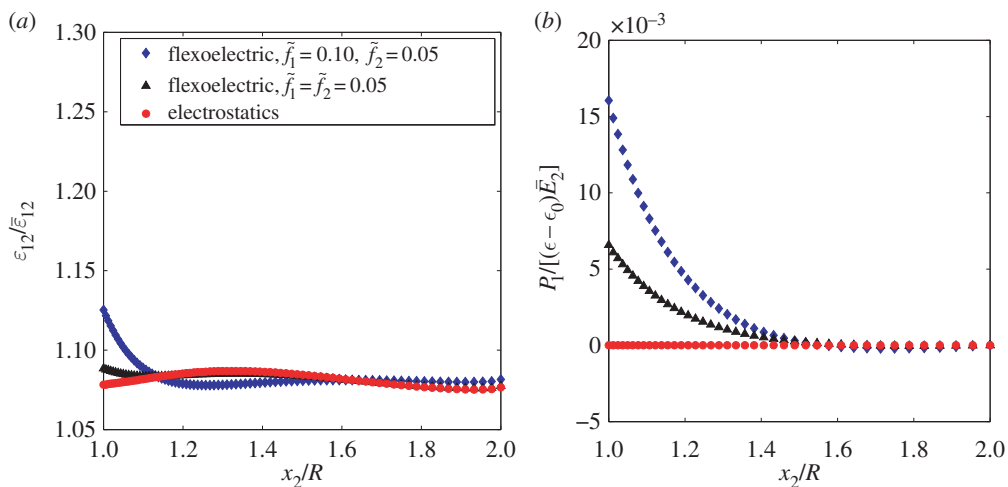 (a)
1.30
1.25
1.20
1.15
1.10
1.05
ε12/ε̄12
flexoelectric, f̃1 = 0.10, f̃2 = 0.05
flexoelectric, f̃1 = f̃2 = 0.05
electrostatics
1.0 1.2 1.4 1.6 1.8 2.0
x2/R
(b)
×10−3
20
15
10
5
0
−5
P1/[(ϵ − ϵ0)Ē2]
1.0 1.2 1.4 1.6 1.8 2.0
x2/R